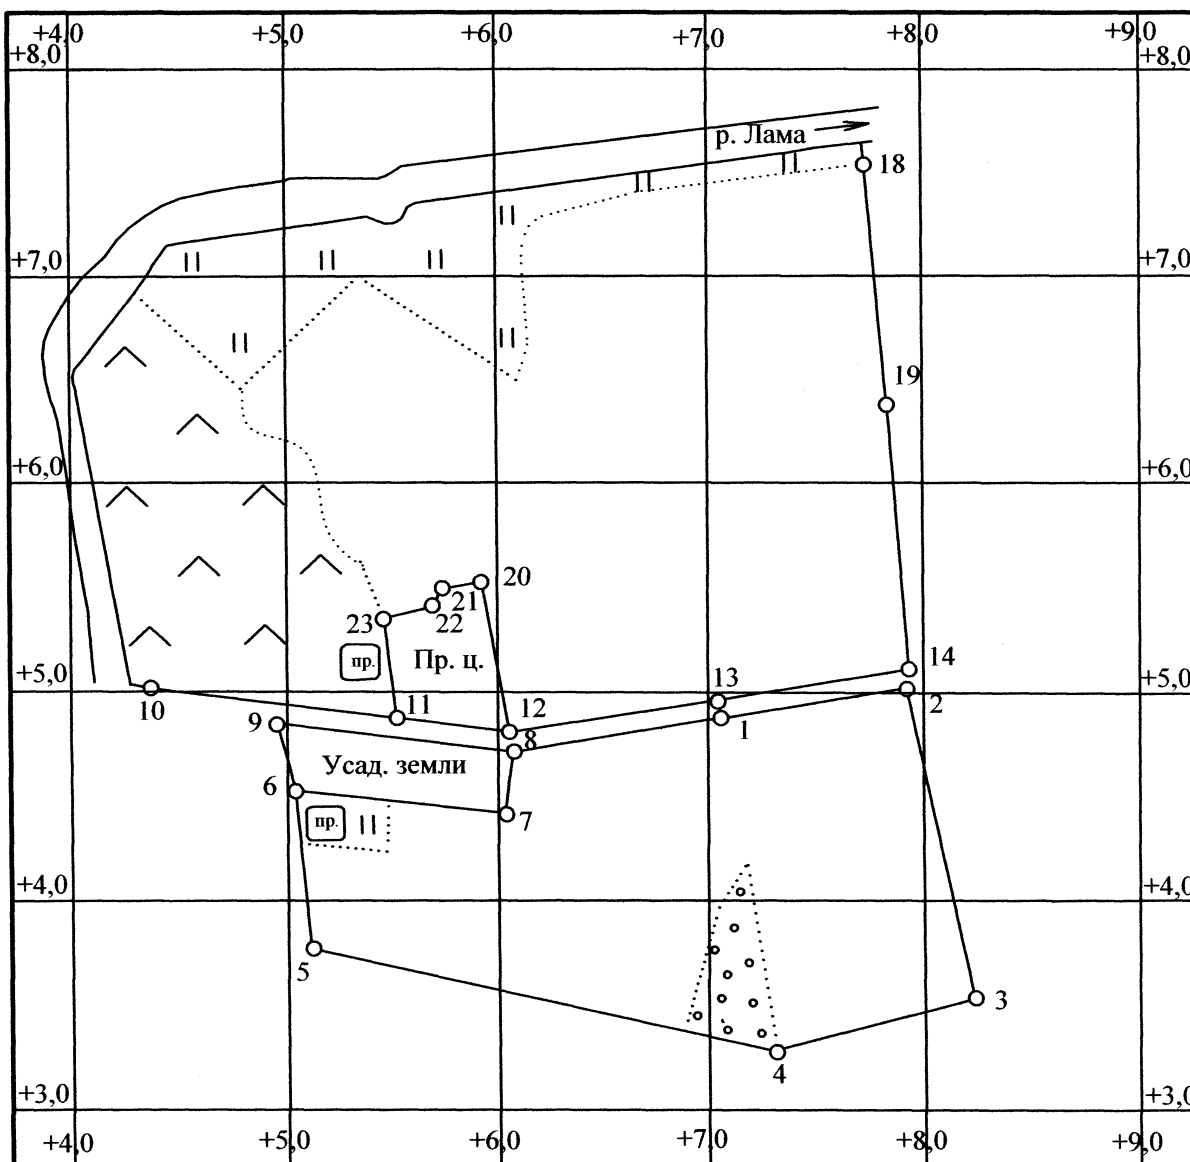 +4,0 +5,0 +6,0 +7,0 +8,0 +9,0
+8,0 +8,0
р. Лама
18
+7,0 +7,0
19
+6,0 +6,0
20
21
22
23
пр. Пр. ц.
14
+5,0 +5,0
13
10 11 12 2
9 8 1
Усад. земли
6
пр. 7
+4,0 +4,0
5 3
4
+3,0 +3,0
+4,0 +5,0 +6,0 +7,0 +8,0 +9,0